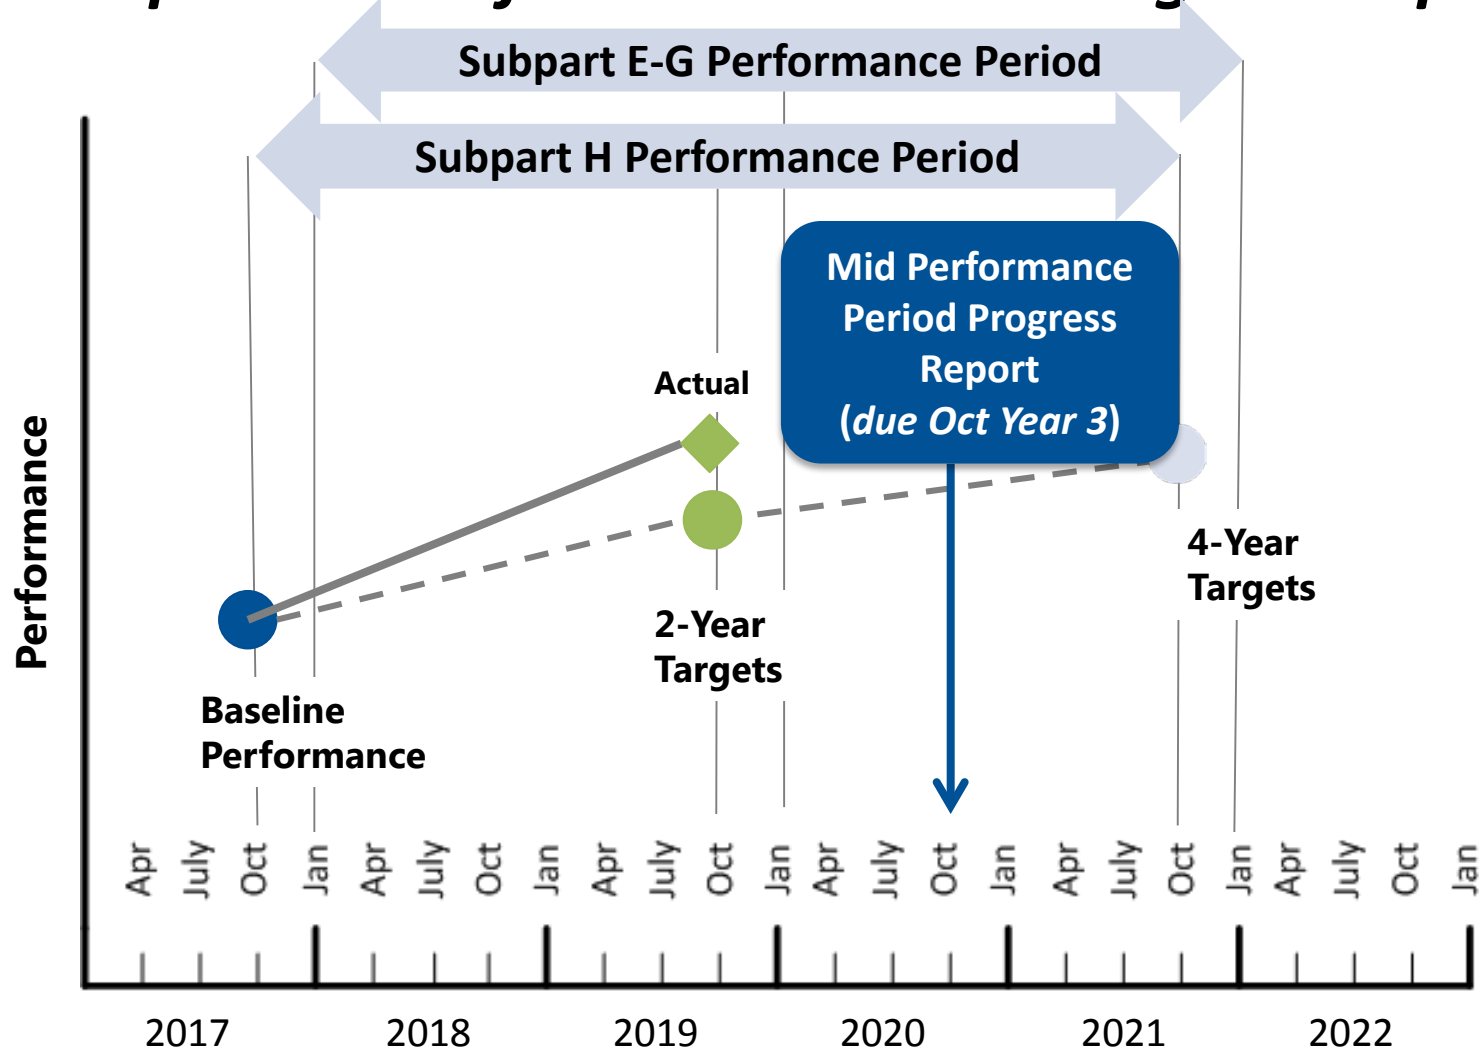 Subpart E-G Performance Period
Subpart H Performance Period
Mid Performance
Period Progress
Report
(due Oct Year 3)
Actual
Performance
4-Year
Targets
2-Year
Targets
Baseline
Performance
Apr July Oct Jan Apr July Oct Jan Apr July Oct Jan Apr July Oct Jan Apr July Oct Jan Apr July Oct Jan
2017 2018 2019 2020 2021 2022